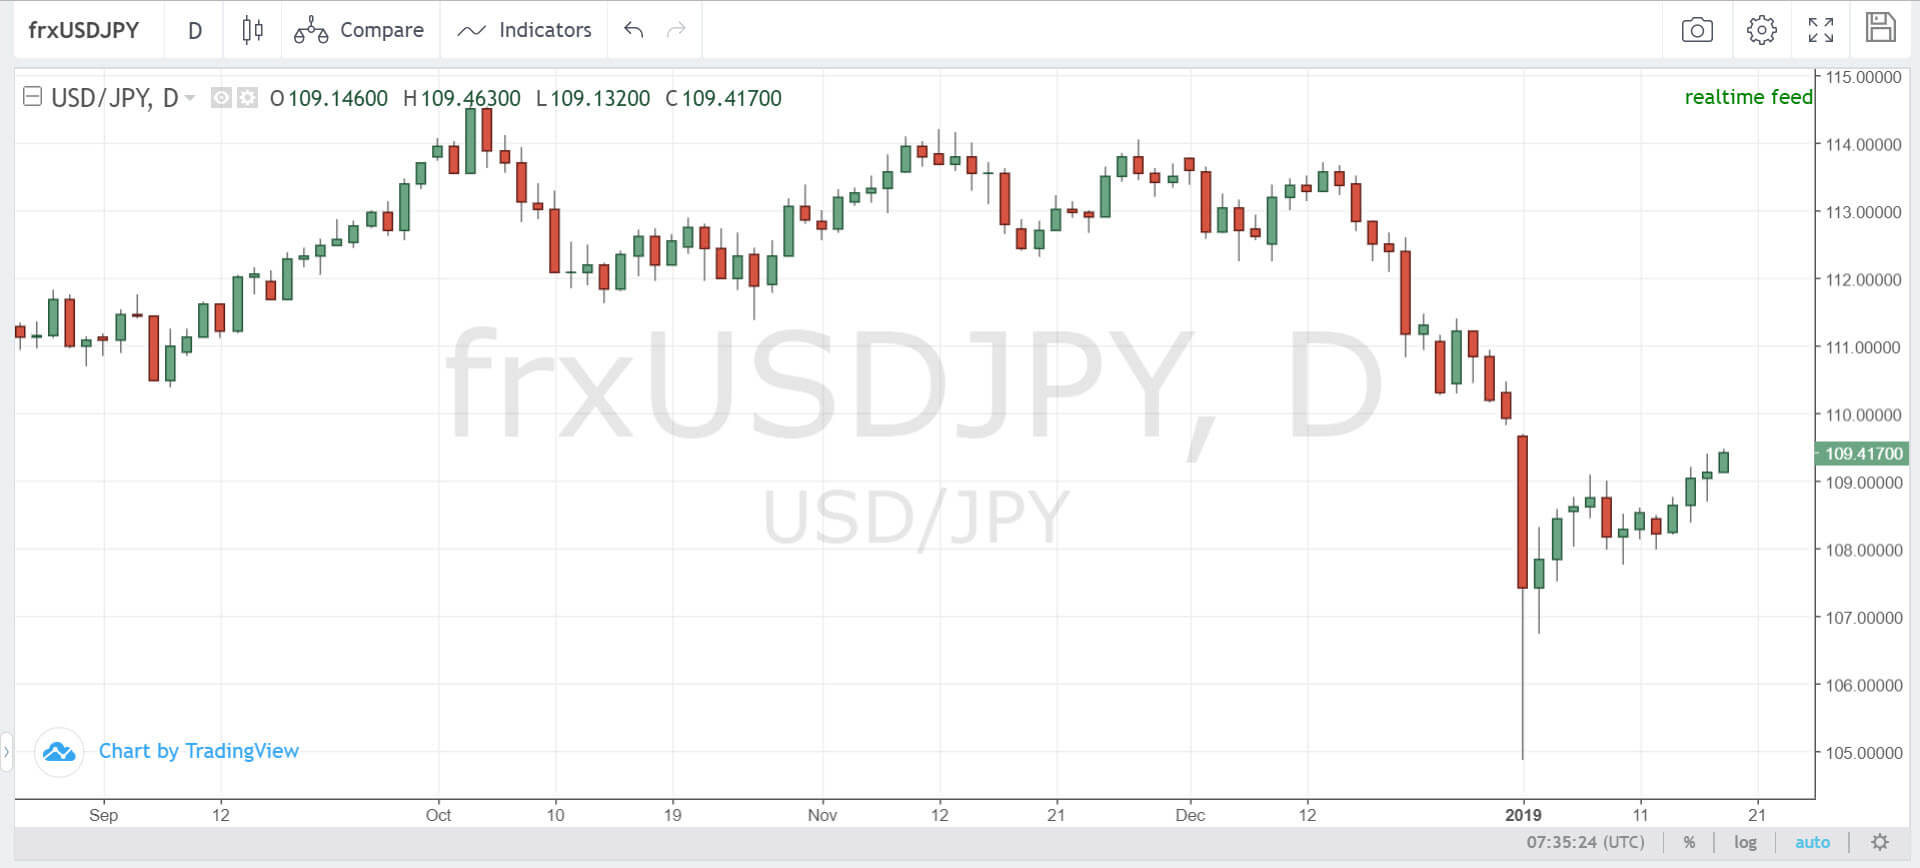 frxUSDJPY D Compare Indicators
USD/JPY, D O 109.14600 H 109.46300 L 109.13200 C 109.41700
realtime feed
115.00000
114.00000
113.00000
112.00000
111.00000
110.00000
109.41700
109.00000
108.00000
107.00000
106.00000
105.00000
frxUSDJPY, D
USD/JPY
Chart by TradingView
Sep 12 Oct 10 19 Nov 12 21 Dec 12 2019 11 21
07:35:24 (UTC) % log auto